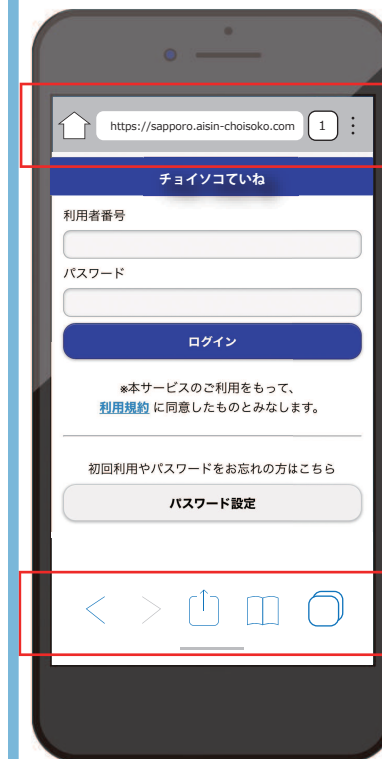 https://sapporo.aisin-choisoko.com
1
チョイソコていね
利用者番号
パスワード
ログイン
※本サービスのご利用をもって、
利用規約 に同意したものとみなします。
初回利用やパスワードをお忘れの方はこちら
パスワード設定